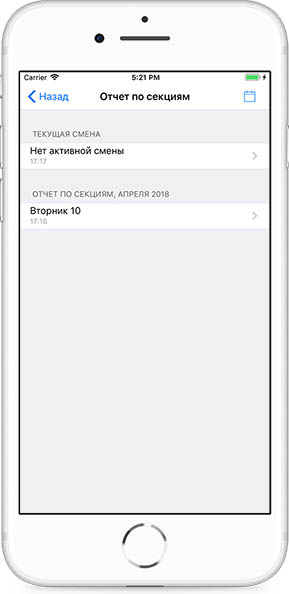 Carrier 5:21 PM
Назад Отчет по секциям
ТЕКУЩАЯ СМЕНА
Нет активной смены
17:17
ОТЧЕТ ПО СЕКЦИЯМ, АПРЕЛЯ 2018
Вторник 10
17:16